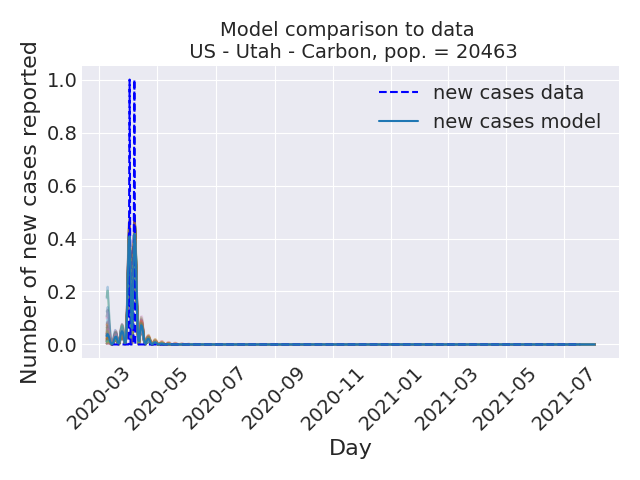 Model comparison to data
US - Utah - Carbon, pop. = 20463
Number of new cases reported
1.0
0.8
0.6
0.4
0.2
0.0
new cases data
new cases model
2020-03
2020-05
2020-07
2020-09
2020-11
2021-01
2021-03
2021-05
2021-07
Day